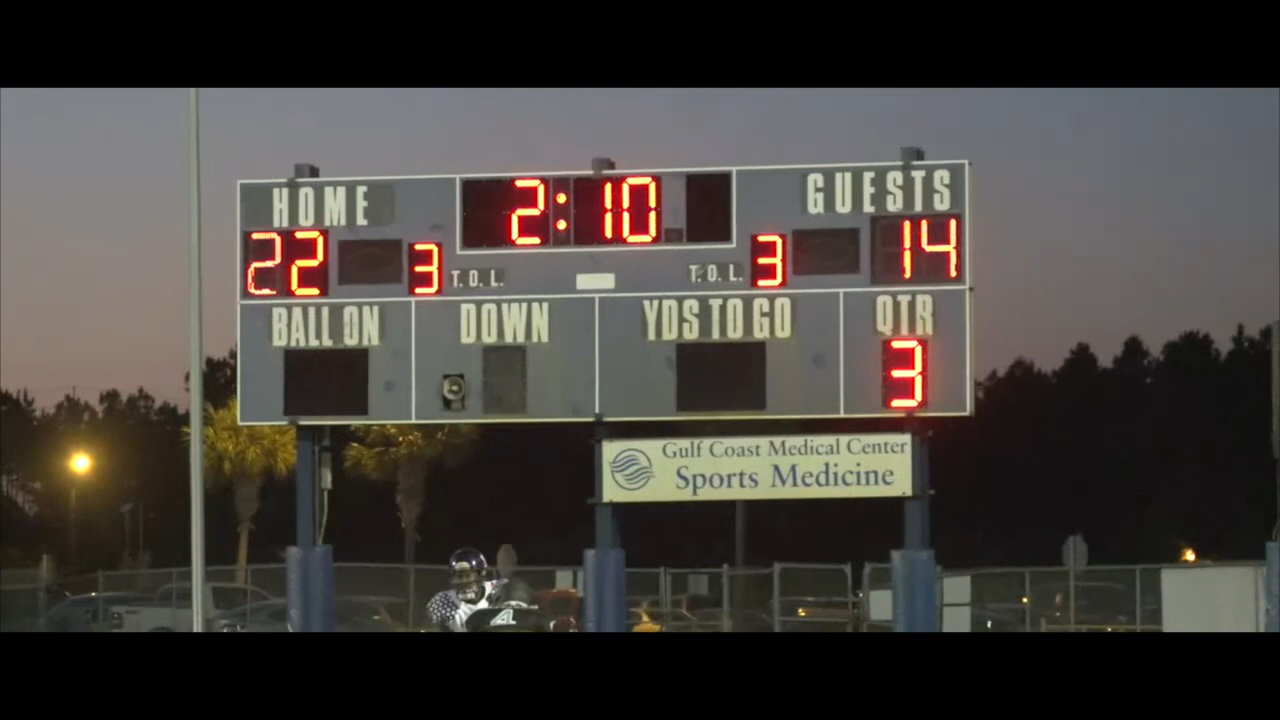 HOME 2:10 GUESTS
22 3 T.O.L. T.O.L. 3 14
BALL ON DOWN YDS TO GO QTR
3
Gulf Coast Medical Center
Sports Medicine
4